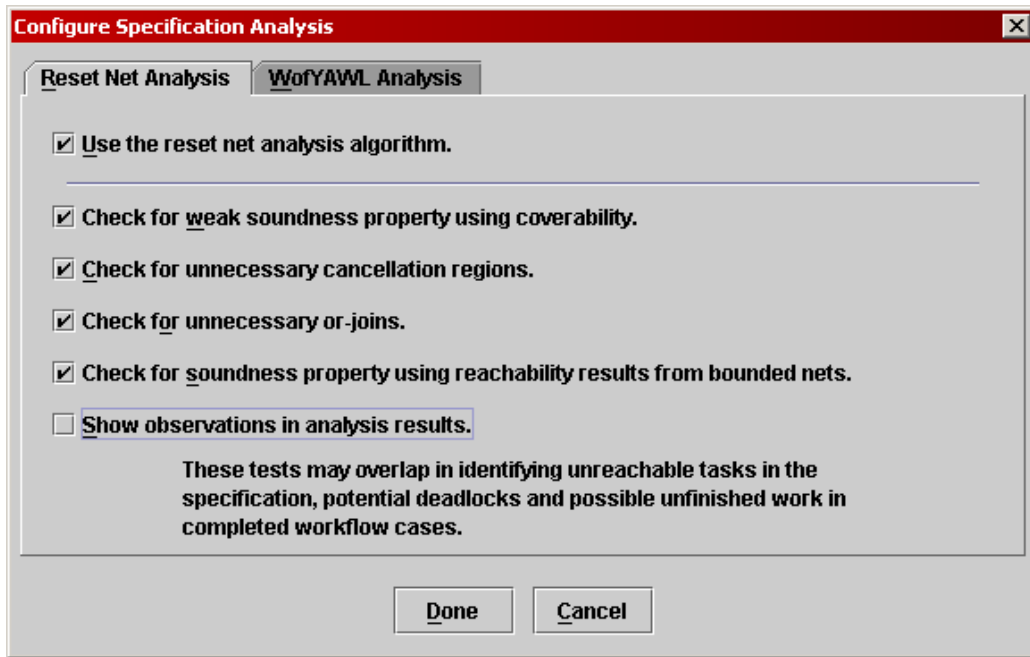 Configure Specification Analysis
Reset Net Analysis WofYAWL Analysis
Use the reset net analysis algorithm.
Check for weak soundness property using coverability.
Check for unnecessary cancellation regions.
Check for unnecessary or-joins.
Check for soundness property using reachability results from bounded nets.
Show observations in analysis results.
These tests may overlap in identifying unreachable tasks in the
specification, potential deadlocks and possible unfinished work in
completed workflow cases.
Done Cancel